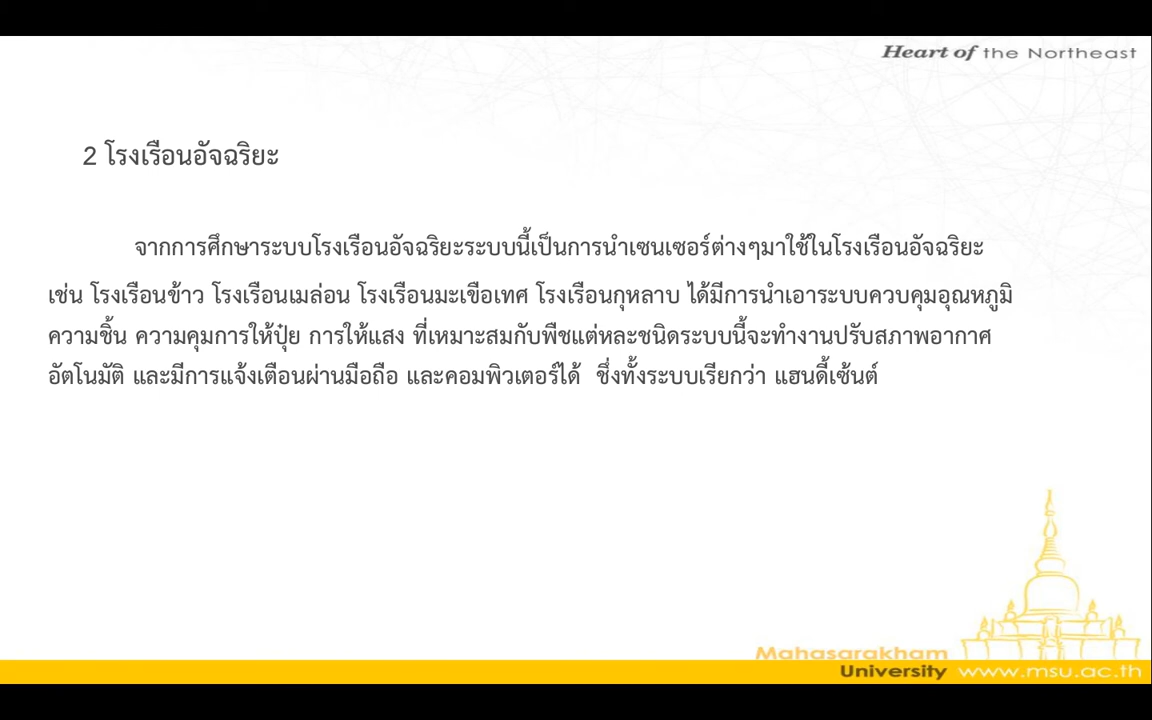 Heart of the Northeast
2 โรงเรือนอัจฉริยะ
จากการศึกษาระบบโรงเรือนอัจฉริยะระบบนี้เป็นการนำเซนเซอร์ต่างๆมาใช้ในโรงเรือนอัจฉริยะ
เช่น โรงเรือนข้าว โรงเรือนเมล่อน โรงเรือนมะเขือเทศ โรงเรือนกุหลาบ ได้มีการนำเอาระบบควบคุมอุณหภูมิ
ความชิ้น ความคุมการให้ปุ๋ย การให้แสง ที่เหมาะสมกับพืชแต่หละชนิดระบบนี้จะทำงานปรับสภาพอากาศ
อัตโนมัติ และมีการแจ้งเตือนผ่านมือถือ และคอมพิวเตอร์ได้  ซึ่งทั้งระบบเรียกว่า แฮนดี้เซ้นต์
Mahasarakham
University www.msu.ac.th